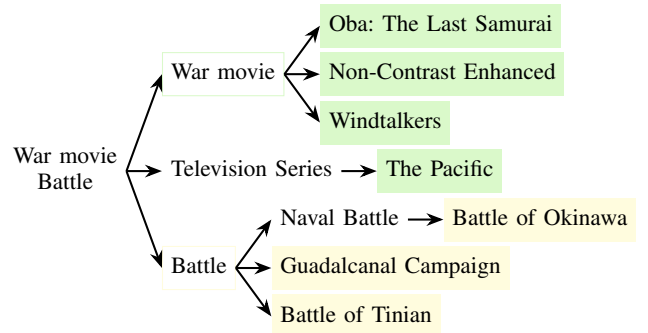 Oba: The Last Samurai
War movie
Non-Contrast Enhanced
Windtalkers
War movie
Battle
Television Series
The Pacific
Naval Battle
Battle of Okinawa
Battle
Guadalcanal Campaign
Battle of Tinian